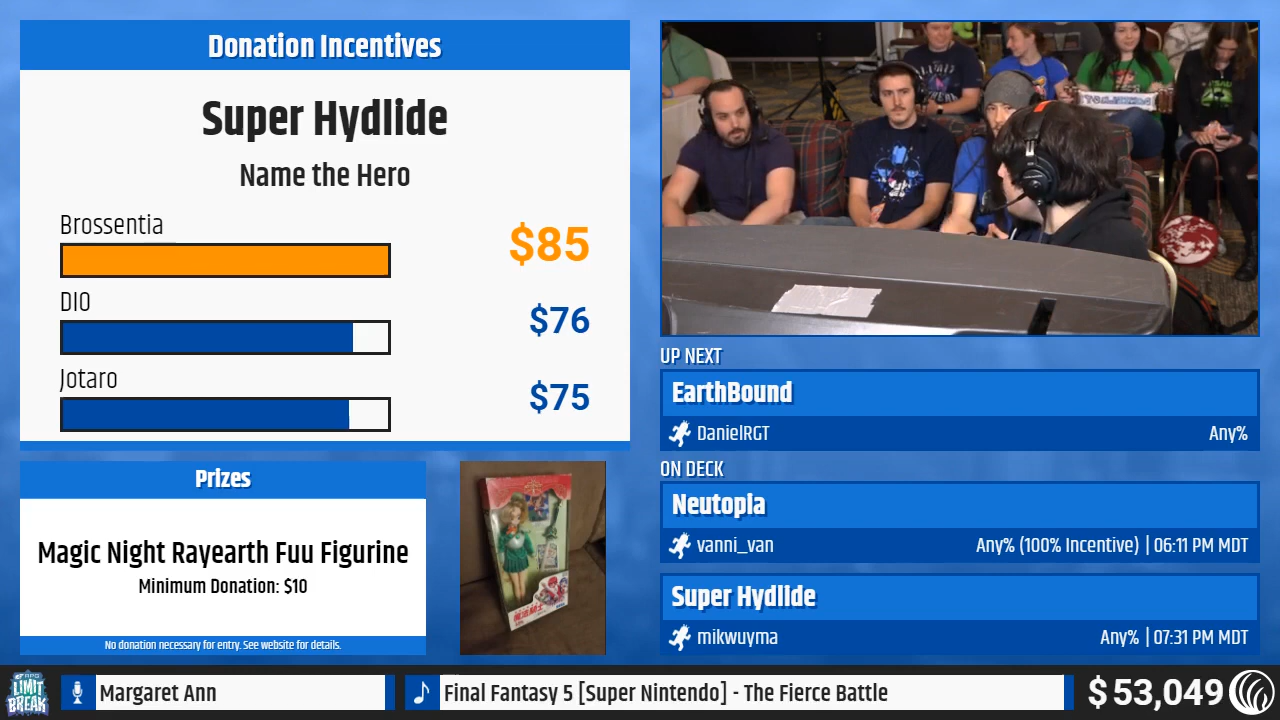 Donation Incentives
Super Hydlide
Name the Hero
Brossentia
$85
DIO
$76
Jotaro
$75
Prizes
Magic Night Rayearth Fuu Figurine
Minimum Donation: $10
No donation necessary for entry. See website for details.
UP NEXT
EarthBound
DanielRGT
Any%
ON DECK
Neutopia
vanni_van
Any% (100% Incentive) | 06:11 PM MDT
Super Hydlide
mikwuyma
Any% | 07:31 PM MDT
RPG
LIMIT
BREAK
Margaret Ann
Final Fantasy 5 [Super Nintendo] - The Fierce Battle
$53,049